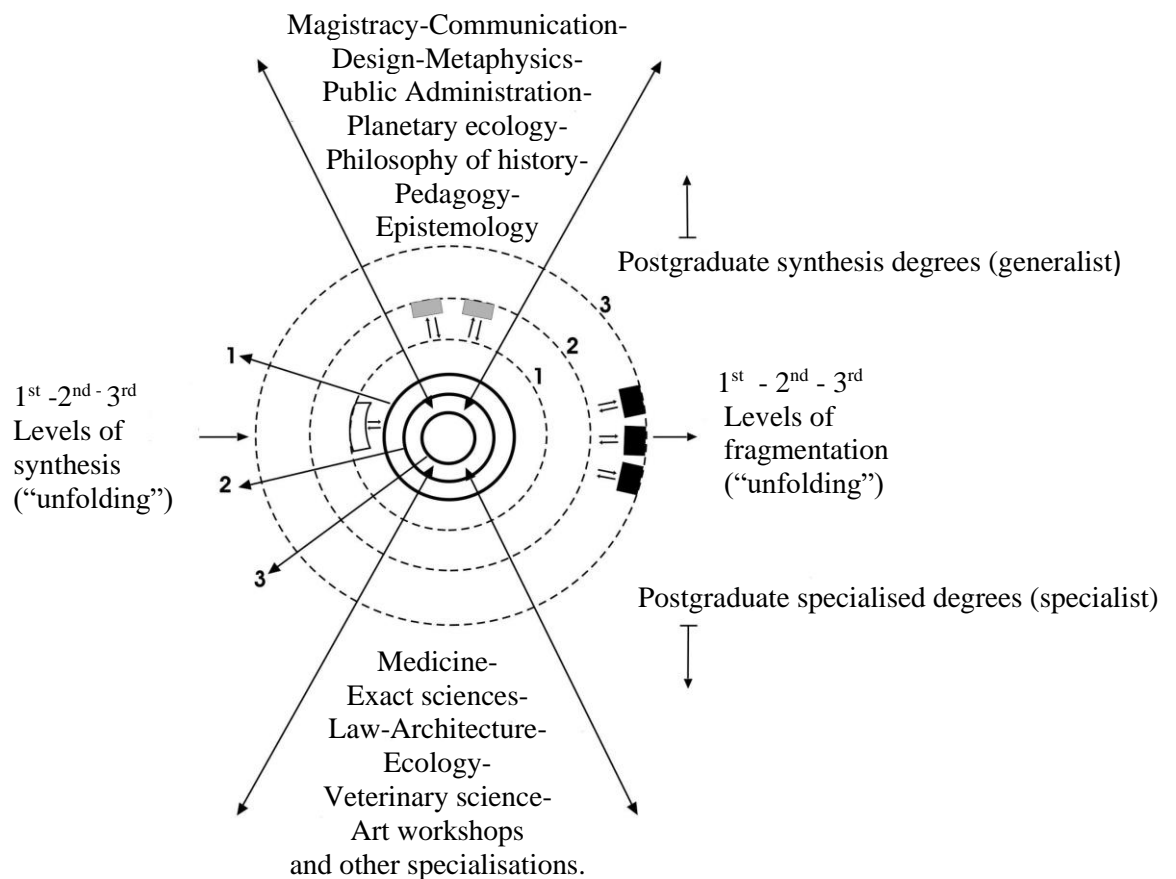 Magistracy-Communication-
Design-Metaphysics-
Public Administration-
Planetary ecology-
Philosophy of history-
Pedagogy-
Epistemology
Postgraduate synthesis degrees (generalist)
3
2
1
1
1st -2nd - 3rd
Levels of
synthesis
(“unfolding”)
2
3
1st - 2nd - 3rd
Levels of
fragmentation
(“unfolding”)
Postgraduate specialised degrees (specialist)
Medicine-
Exact sciences-
Law-Architecture-
Ecology-
Veterinary science-
Art workshops
and other specialisations.